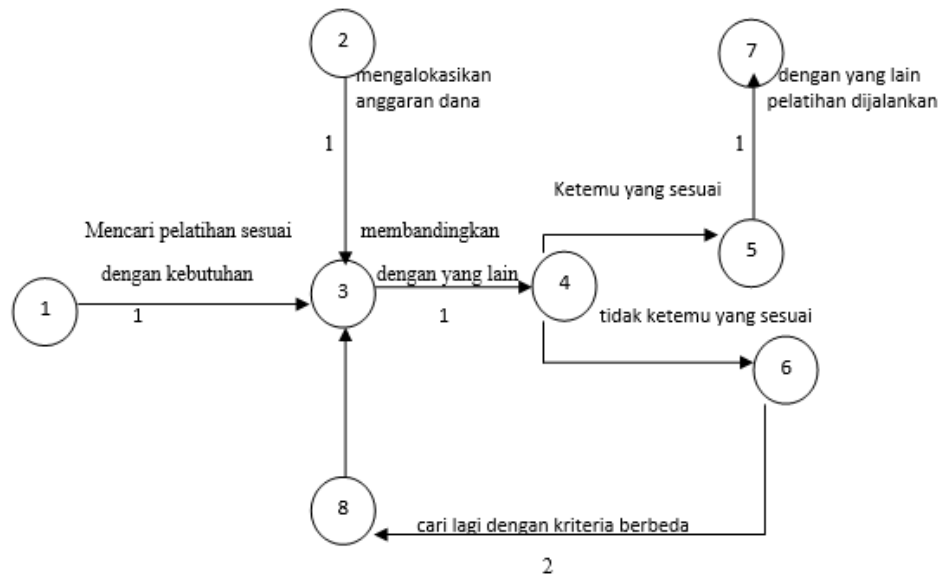 2
7
mengalokasikan
anggaran dana
dengan yang lain
pelatihan dijalankan
1
1
Ketemu yang sesuai
Mencari pelatihan sesuai
dengan kebutuhan
membandingkan
dengan yang lain
5
1
1
3
1
4
tidak ketemu yang sesuai
6
8
cari lagi dengan kriteria berbeda
2